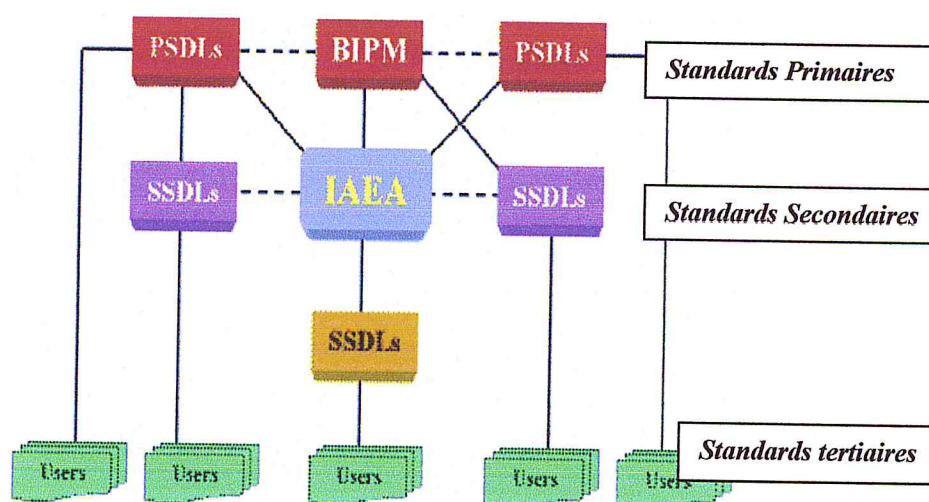 PSDLs
BIPM
PSDLs
Standards Primaires
SSDLs
IAEA
SSDLs
Standards Secondaires
SSDLs
Standards tertiaires
Users
Users
Users
Users
Users